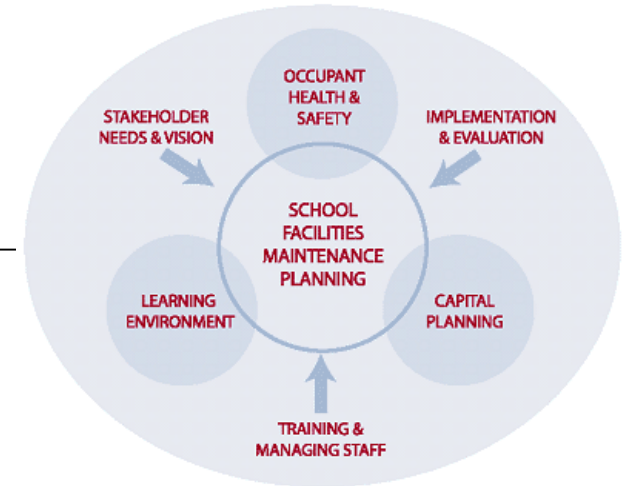 OCCUPANT
HEALTH &
SAFETY
STAKEHOLDER
NEEDS & VISION
IMPLEMENTATION
& EVALUATION
SCHOOL
FACILITIES
MAINTENANCE
PLANNING
LEARNING
ENVIRONMENT
CAPITAL
PLANNING
TRAINING &
MANAGING STAFF